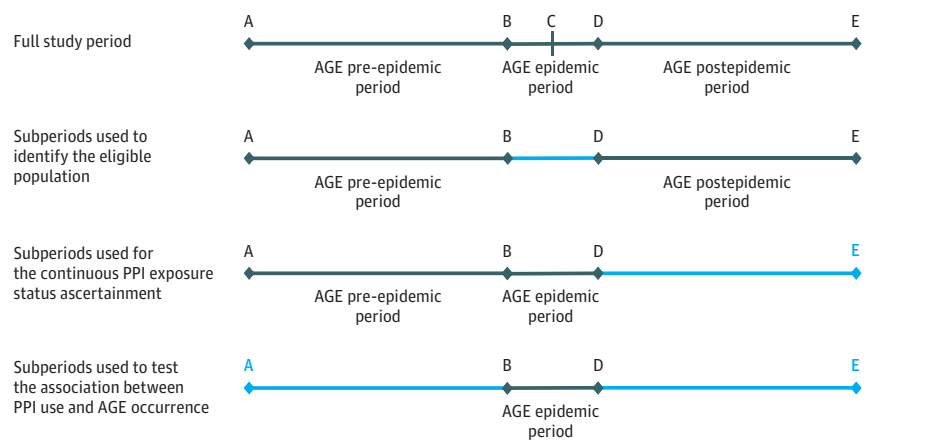 A B C D E
Full study period
AGE pre-epidemic AGE epidemic AGE postepidemic
period period period
Subperiods used to A B D E
identify the eligible
population
AGE pre-epidemic AGE postepidemic
period period
Subperiods used for A B D E
the continuous PPI exposure
status ascertainment
AGE pre-epidemic AGE epidemic
period period
Subperiods used to test A B D E
the association between
PPI use and AGE occurrence
AGE epidemic
period